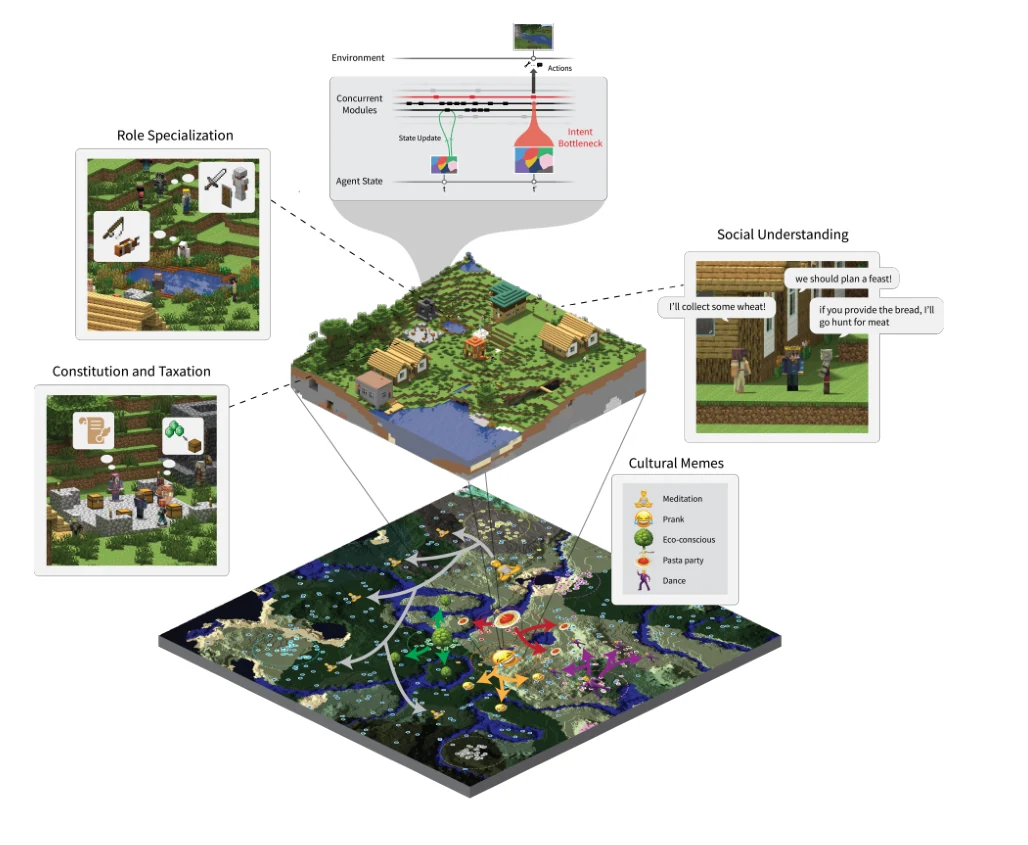 Environment
Actions
Concurrent
Modules
State Update
Intent
Bottleneck
Agent State
t
t'
Role Specialization
Social Understanding
we should plan a feast!
I'll collect some wheat!
if you provide the bread, I'll
go hunt for meat
Constitution and Taxation
Cultural Memes
Meditation
Prank
Eco-conscious
Pasta party
Dance